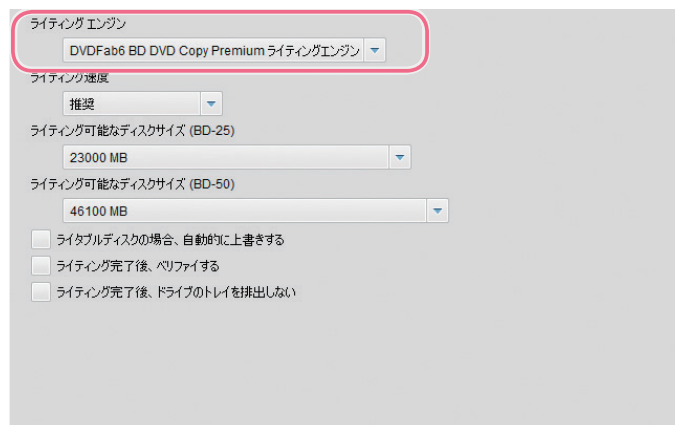 ライティング エンジン
DVDFab6 BD DVD Copy Premium ライティングエンジン
ライティング速度
推奨
ライティング可能なディスクサイズ (BD-25)
23000 MB
ライティング可能なディスクサイズ (BD-50)
46100 MB
ライタブルディスクの場合、自動的に上書きする
ライティング完了後、ベリファイする
ライティング完了後、ドライブのトレイを排出しない